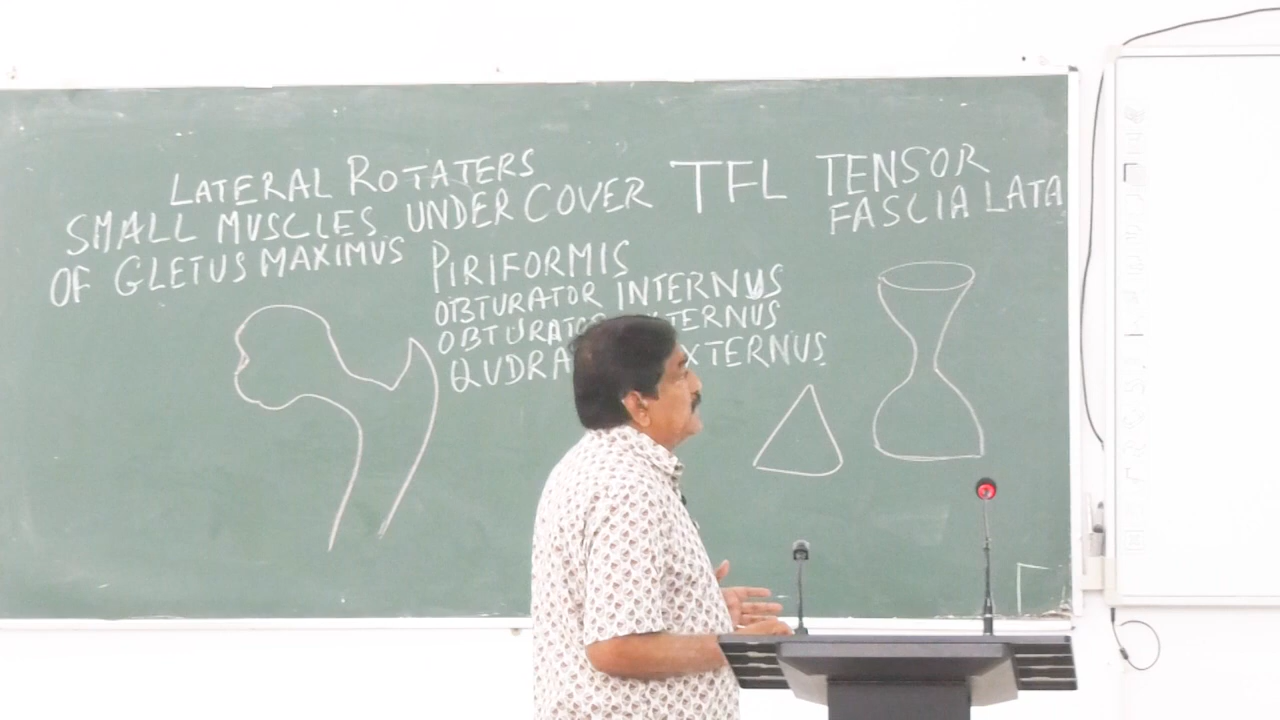 LATERAL ROTATERS
SMALL MUSCLES UNDER COVER
OF GLETUS MAXIMUS
PIRIFORMIS
OBTURATOR INTERNUS
OBTURATO TERNUS
QUDRA XTERNUS
TFL
TENSOR
FASCIA LATA